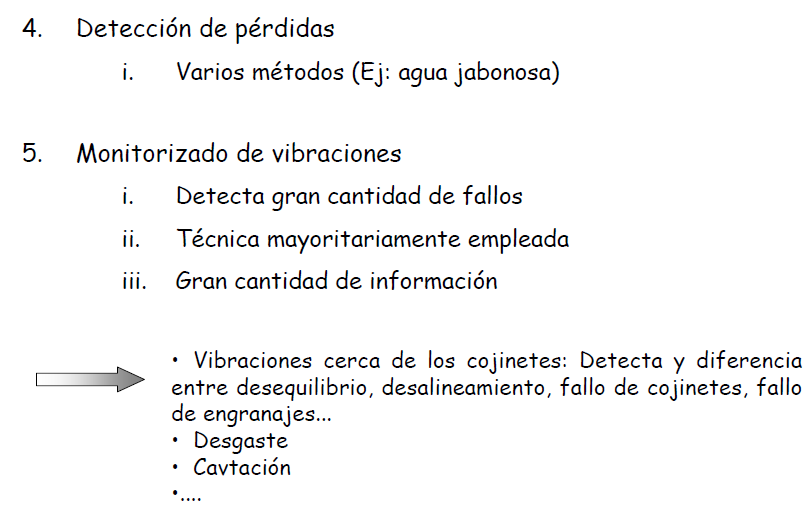 4. Detección de pérdidas
i. Varios métodos (Ej: agua jabonosa)
5. Monitorizado de vibraciones
i. Detecta gran cantidad de fallos
ii. Técnica mayoritariamente empleada
iii. Gran cantidad de información
• Vibraciones cerca de los cojinetes: Detecta y diferencia
entre desequilibrio, desalineamiento, fallo de cojinetes, fallo
de engranajes...
• Desgaste
• Cavtación
•....